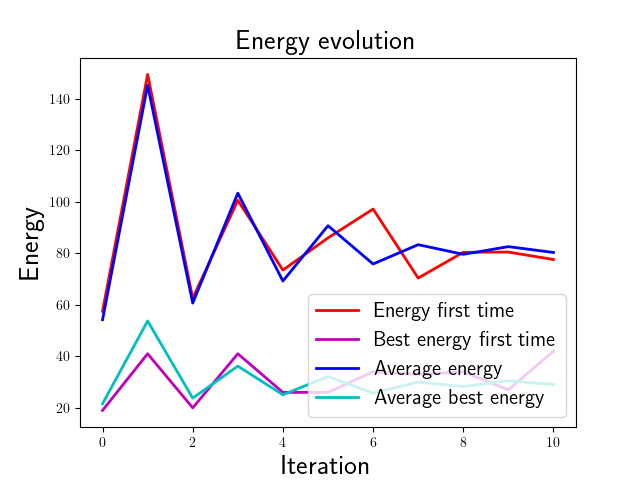 Energy evolution
140
120
100
80
60
40
20
Energy
0
2
4
6
8
10
Iteration
Energy first time
Best energy first time
Average energy
Average best energy